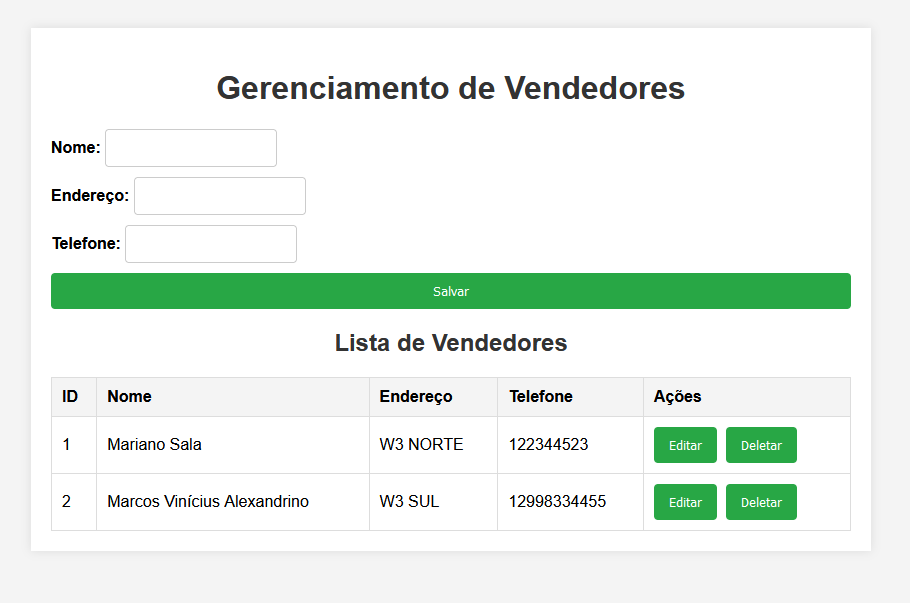 Gerenciamento de Vendedores
Nome:
Endereço:
Telefone:
Salvar
Lista de Vendedores
ID Nome Endereço Telefone Ações
1 Mariano Sala W3 NORTE 122344523 Editar Deletar
2 Marcos Vinícius Alexandrino W3 SUL 12998334455 Editar Deletar